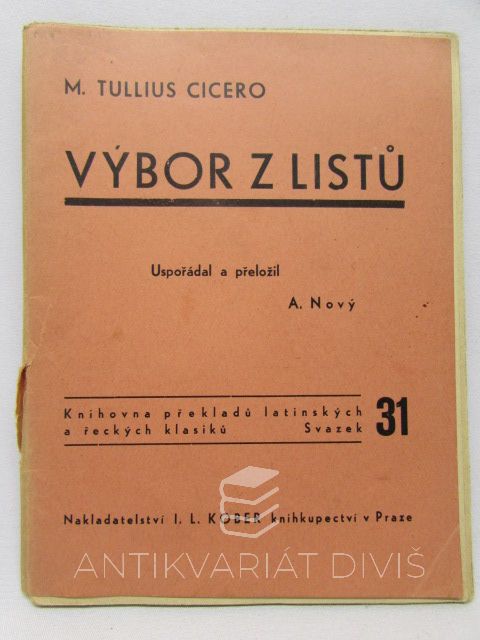 M. TULLIUS CICERO
VÝBOR Z LISTŮ
Uspořádal a přeložil
A. Nový
Knihovna překladů latinských
a řeckých klasiků Svazek 31
Nakladatelství I. L. KOBER knihkupectví v Praze
ANTIKVARIÁT DIVIŠ